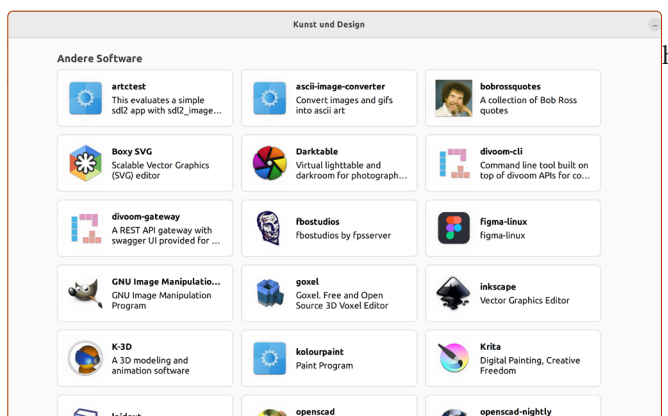 Kunst und Design
Andere Software
artctest
This evaluates a simple
sdl2 app with sdl2_image...
ascii-image-converter
Convert images and gifs
into ascii art
bobrossquotes
A collection of Bob Ross
quotes
Boxy SVG
Scalable Vector Graphics
(SVG) editor
Darktable
Virtual lighttable and
darkroom for photograph...
divoom-cli
Command line tool built on
top of divoom APIs for co...
divoom-gateway
A REST API gateway with
swagger UI provided for ...
fbostudios
fbostudios by fpsserver
figma-linux
figma-linux
GNU Image Manipulatio...
GNU Image Manipulation
Program
goxel
Goxel. Free and Open
Source 3D Voxel Editor
inkscape
Vector Graphics Editor
K-3D
A 3D modeling and
animation software
kolourpaint
Paint Program
Krita
Digital Painting, Creative
Freedom
openscad
openscad-nightly